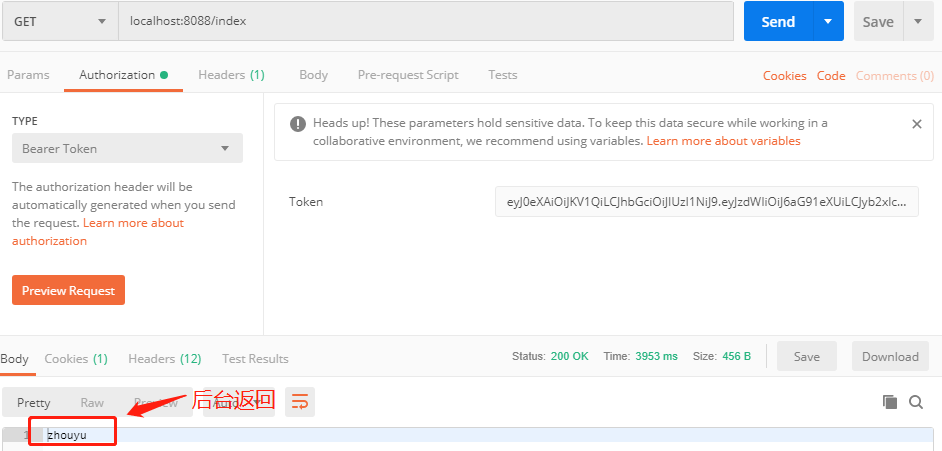 GET localhost:8088/index Send Save
Params Authorization Headers (1) Body Pre-request Script Tests Cookies Code Comments (0)
TYPE
Bearer Token
The authorization header will be
automatically generated when you send
the request. Learn more about
authorization
Preview Request
Heads up! These parameters hold sensitive data. To keep this data secure while working in a
collaborative environment, we recommend using variables. Learn more about variables
Token eyJ0eXAiOiJKV1QiLCJhbGciOiJIUzI1NiJ9.eyJzdWIiOiJ6aG91eXUiLCJyb2xlc...
Body Cookies (1) Headers (12) Test Results Status: 200 OK Time: 3953 ms Size: 456 B Save Download
Pretty Raw Preview Auto
后台返回
1 zhouyu